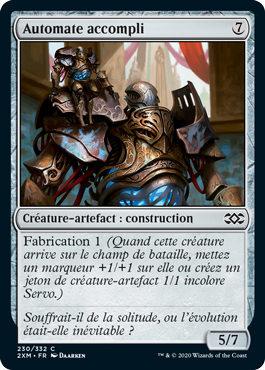 Automate accompli 7
Créature-artefact : construction
Fabrication 1 (Quand cette créature
arrive sur le champ de bataille, mettez
un marqueur +1/+1 sur elle ou créez un
jeton de créature-artefact 1/1 incolore
Servo.)
Souffrait-il de la solitude, ou l'évolution
était-elle inévitable ?
5/7
230/332 C
2XM • FR Daarken
™ & © 2020 Wizards of the Coast